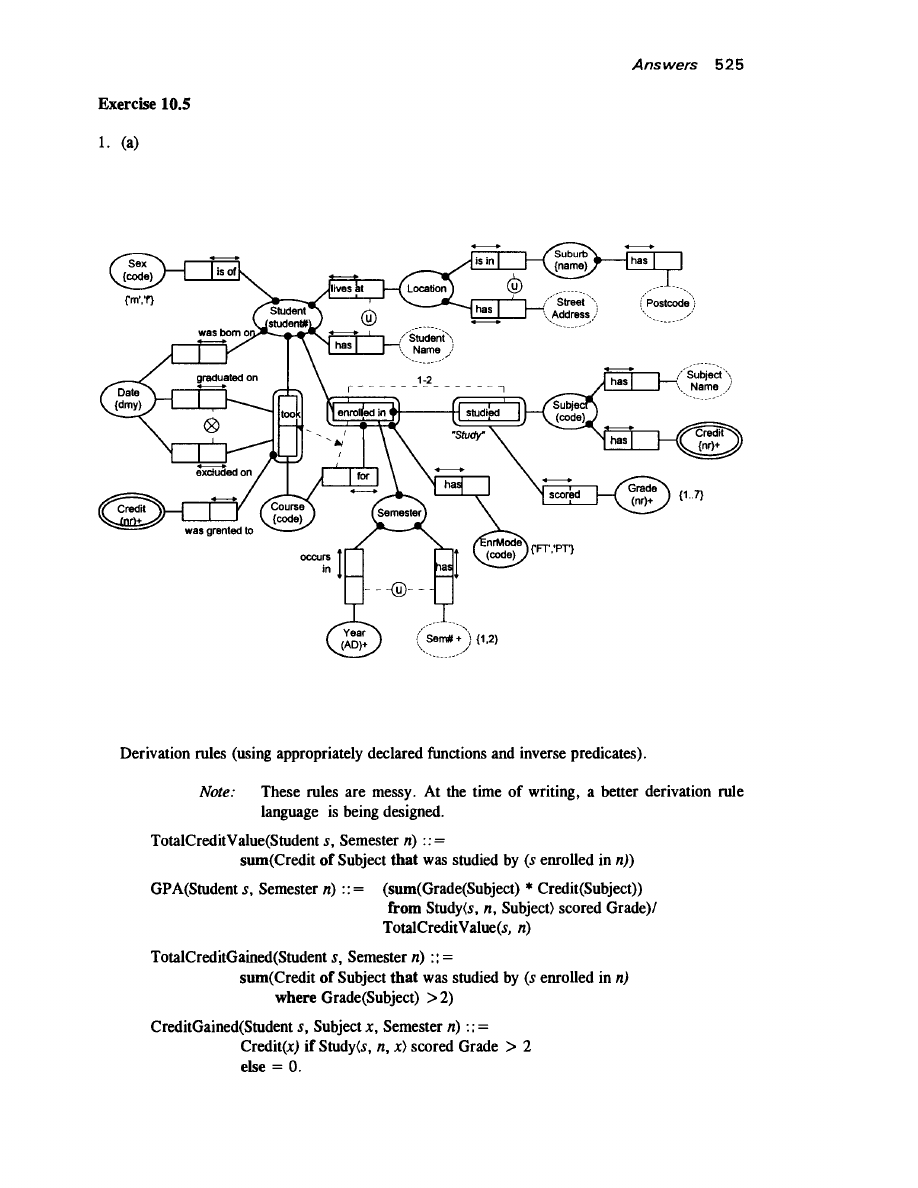 Answers 525
Exercise 10.5
1. (a)
Sex
(code)
{'m','f'}
is of
lives at
Location
is in
Suburb
(name)
has
u
has
Street
Address
Postcode
Student
(student#)
u
has
Student
Name
was born on
Date
(dmy)
graduated on
excluded on
took
1-2
enrolled in
studied
"Study"
Subject
(code)
has
Subject
Name
has
Credit
(nr)+
Credit
(nr)+
was granted to
Course
(code)
for
Semester
has
EnrMode
(code)
{'FT','PT'}
scored
Grade
(nr)+
{1..7}
occurs
in
has
u
Year
(AD)+
Sem# +
{1,2}
Derivation rules (using appropriately declared functions and inverse predicates).
Note: These rules are messy. At the time of writing, a better derivation rule
language is being designed.
TotalCreditValue(Student s, Semester n) ::=
sum(Credit of Subject that was studied by (s enrolled in n))
GPA(Student s, Semester n) ::= (sum(Grade(Subject) * Credit(Subject))
from Study(s, n, Subject) scored Grade)/
TotalCreditValue(s, n)
TotalCreditGained(Student s, Semester n) ::=
sum(Credit of Subject that was studied by (s enrolled in n)
where Grade(Subject) >2)
CreditGained(Student s, Subject x, Semester n) ::=
Credit(x) if Study(s, n, x) scored Grade > 2
else = 0.